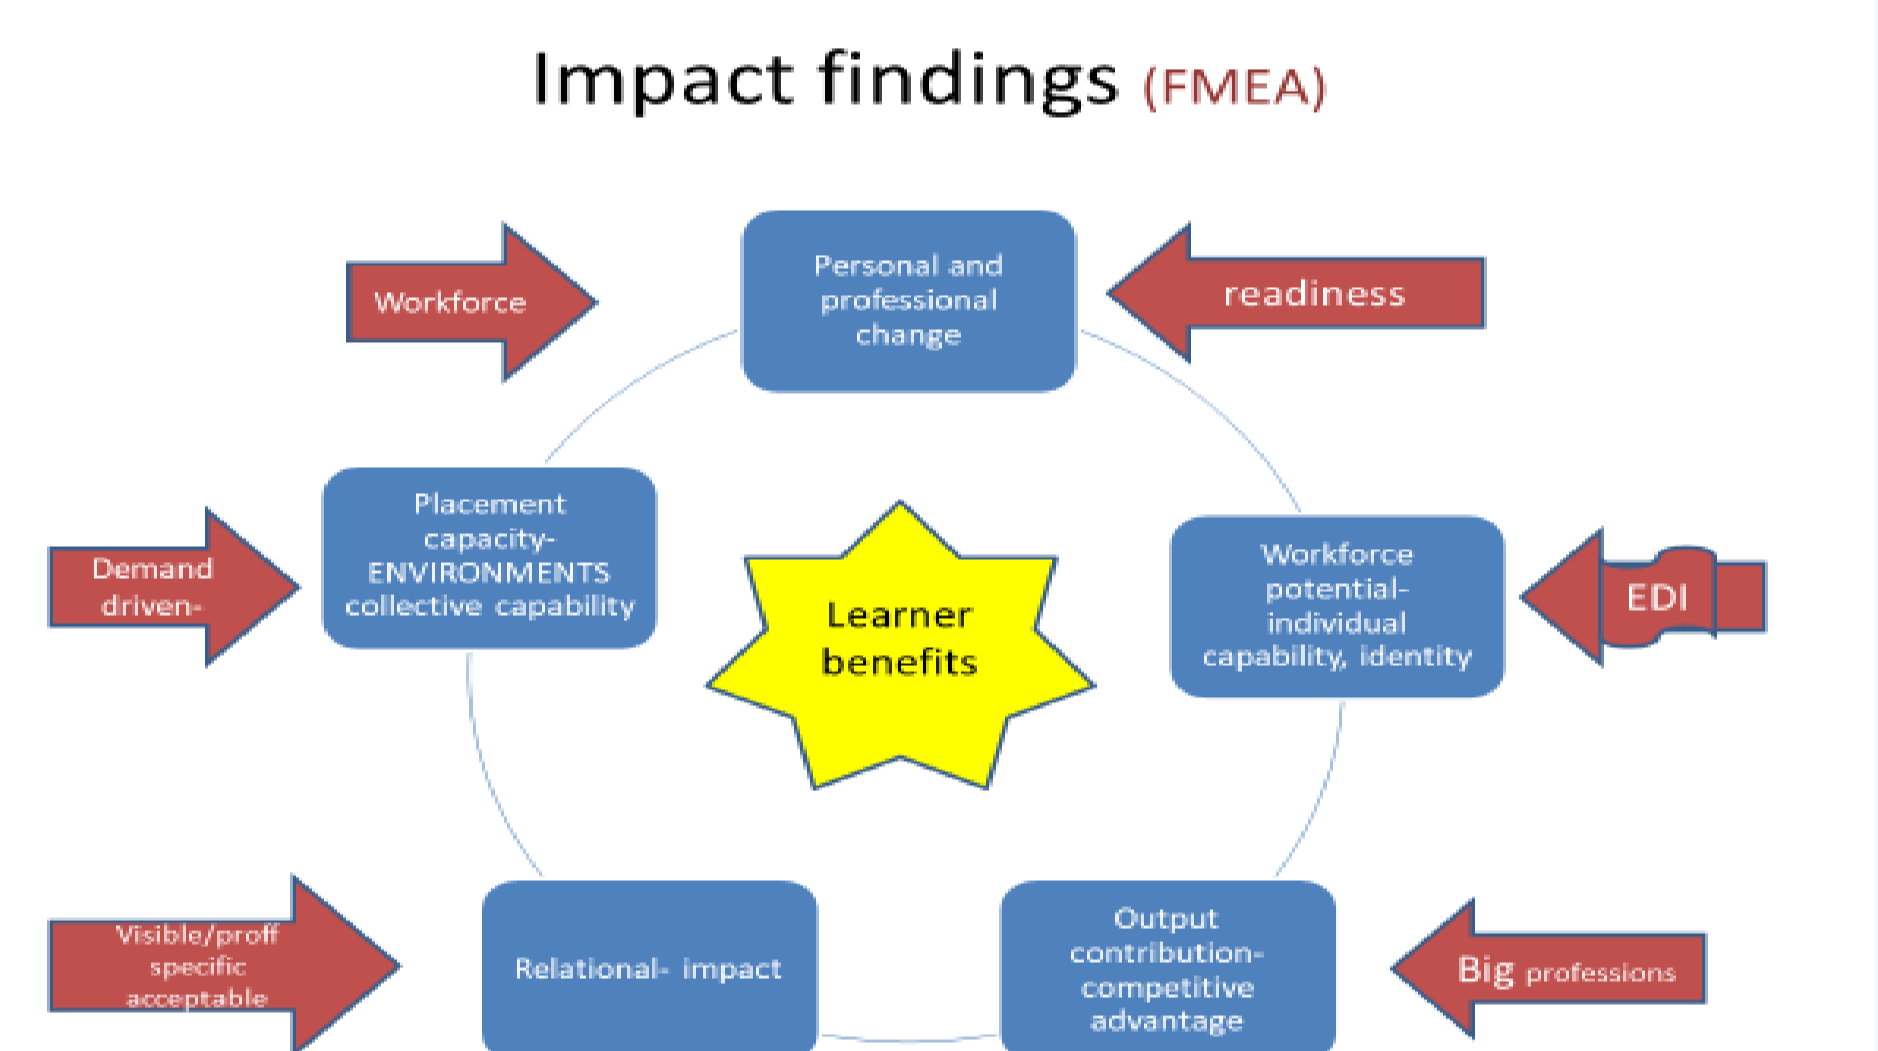 Impact findings (FMEA)
Workforce
Personal and
professional
change
readiness
Placement
capacity-
ENVIRONMENTS
collective capability
Demand
driven-
Learner
benefits
Workforce
potential-
individual
capability, identity
EDI
Visible/proff
specific
acceptable
Relational- impact
Output
contribution-
competitive
advantage
Big professions